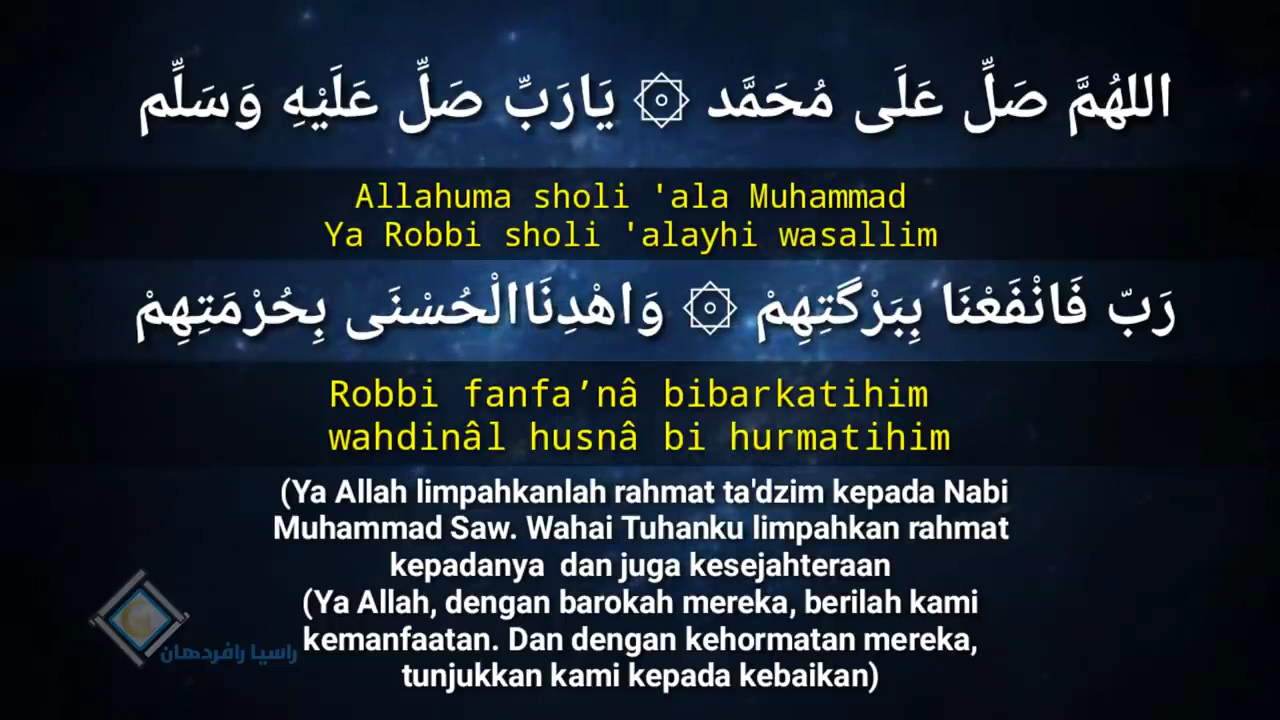 اللهُمَّ صَلِّ عَلَى مُحَمَّد ۞ يَارَبِّ صَلِّ عَلَيْهِ وَسَلِّم
Allahuma sholi 'ala Muhammad
Ya Robbi sholi 'alayhi wasallim
رَبّ فَانْفَعْنَا بِبَرْكَتِهِمْ ۞ وَاهْدِنَاالْحُسْنَى بِحُرْمَتِهِمْ
Robbi fanfa’nâ bibarkatihim
wahdinâl husnâ bi hurmatihim
(Ya Allah limpahkanlah rahmat ta'dzim kepada Nabi
Muhammad Saw. Wahai Tuhanku limpahkan rahmat
kepadanya  dan juga kesejahteraan
(Ya Allah, dengan barokah mereka, berilah kami
kemanfaatan. Dan dengan kehormatan mereka,
tunjukkan kami kepada kebaikan)
راسيا رافردهان